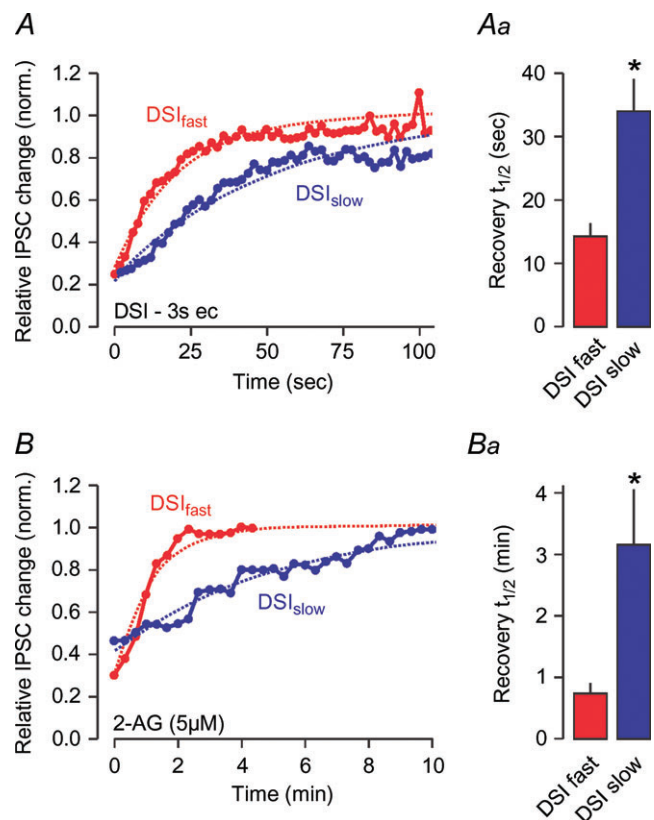 A
Aa
Relative IPSC change (norm.)
1.2
1.0
0.8
0.6
0.4
0.2
0.0
DSIfast
DSIslow
DSI - 3s ec
0
25
50
75
100
Time (sec)
Recovery t1/2 (sec)
40
30
20
10
0
*
DSI fast
DSI slow
B
Ba
Relative IPSC change (norm.)
1.2
1.0
0.8
0.6
0.4
0.2
0.0
DSIfast
DSIslow
2-AG (5µM)
0
2
4
6
8
10
Time (min)
Recovery t1/2 (min)
4
3
2
1
0
*
DSI fast
DSI slow